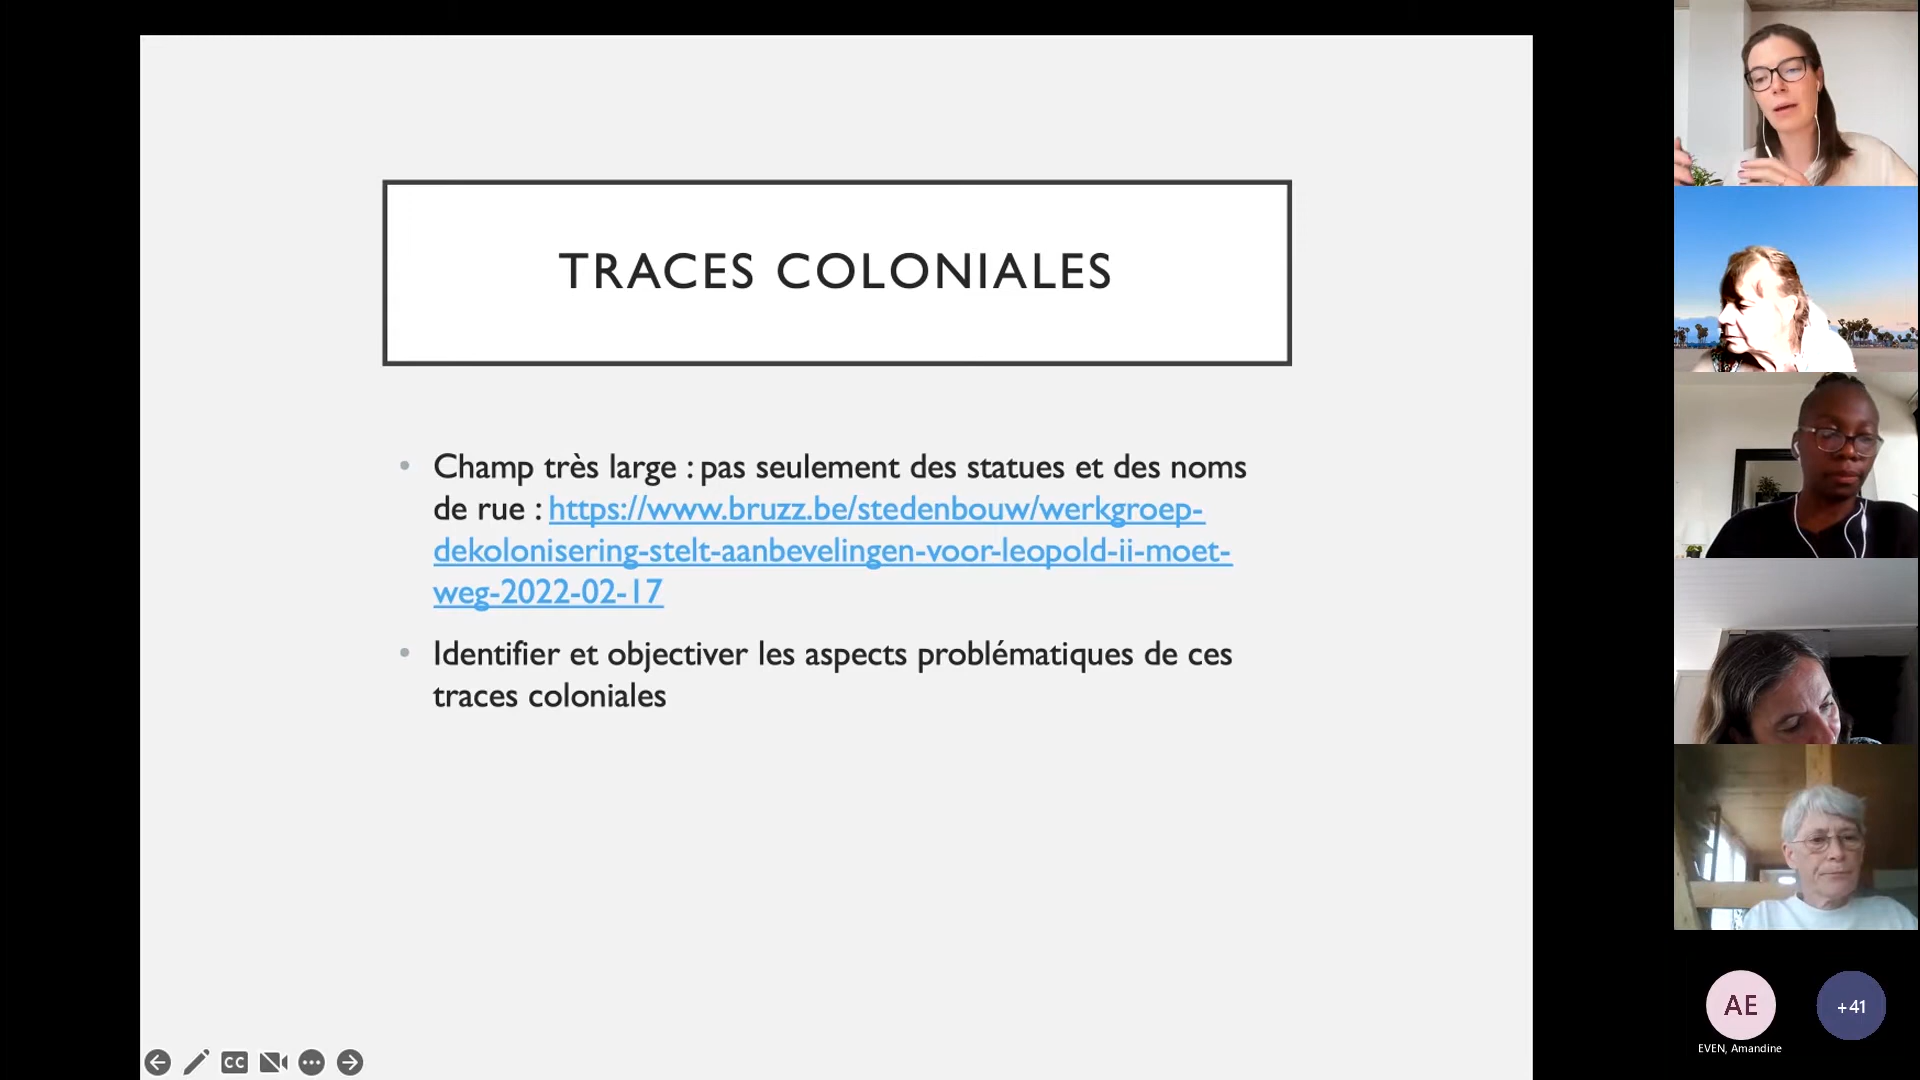 TRACES COLONIALES
• Champ très large : pas seulement des statues et des noms
de rue : https://www.bruzz.be/stedenbouw/werkgroep-
dekolonisering-stelt-aanbevelingen-voor-leopold-ii-moet-
weg-2022-02-17
• Identifier et objectiver les aspects problématiques de ces
traces coloniales
CC
AE
+41
EVEN, Amandine